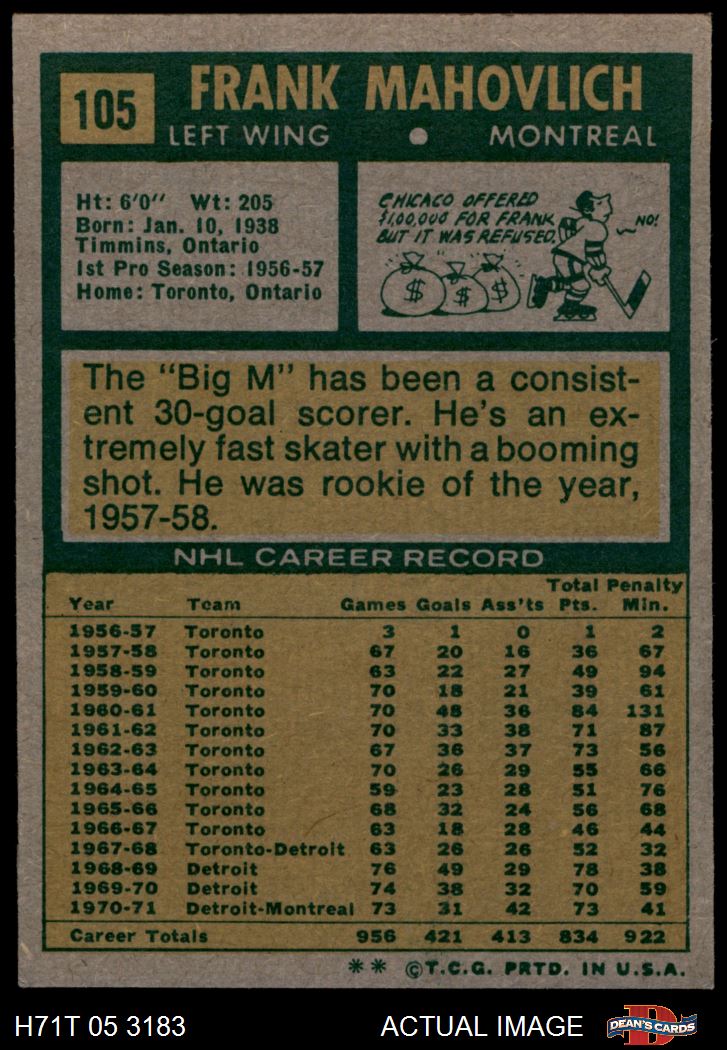 105
FRANK MAHOVLICH
LEFT WING • MONTREAL
Ht: 6'0" Wt: 205
Born: Jan. 10, 1938
Timmins, Ontario
1st Pro Season: 1956-57
Home: Toronto, Ontario
CHICACO OFFERED
$1,00,000 FOR FRANK
BUT IT WAS REFUSED.
NO!
$ $ $
The "Big M" has been a consist-
ent 30-goal scorer. He's an ex-
tremely fast skater with a booming
shot. He was rookie of the year,
1957-58.
NHL CAREER RECORD
Total Penalty
Year Team Games Goals Ass'ts Pts. Min.
1956-57 Toronto 3 1 0 1 2
1957-58 Toronto 67 20 16 36 67
1958-59 Toronto 63 22 27 49 94
1959-60 Toronto 70 18 21 39 61
1960-61 Toronto 70 48 36 84 131
1961-62 Toronto 70 33 38 71 87
1962-63 Toronto 67 36 37 73 56
1963-64 Toronto 70 26 29 55 66
1964-65 Toronto 59 23 28 51 76
1965-66 Toronto 68 32 24 56 68
1966-67 Toronto 63 18 28 46 44
1967-68 Toronto-Detroit 63 26 26 52 32
1968-69 Detroit 76 49 29 78 38
1969-70 Detroit 74 38 32 70 59
1970-71 Detroit-Montreal 73 31 42 73 41
Career Totals 956 421 413 834 922
** ©T.C.G. PRTD. IN U.S.A.
H71T 05 3183 ACTUAL IMAGE
D
DEAN'S CARDS